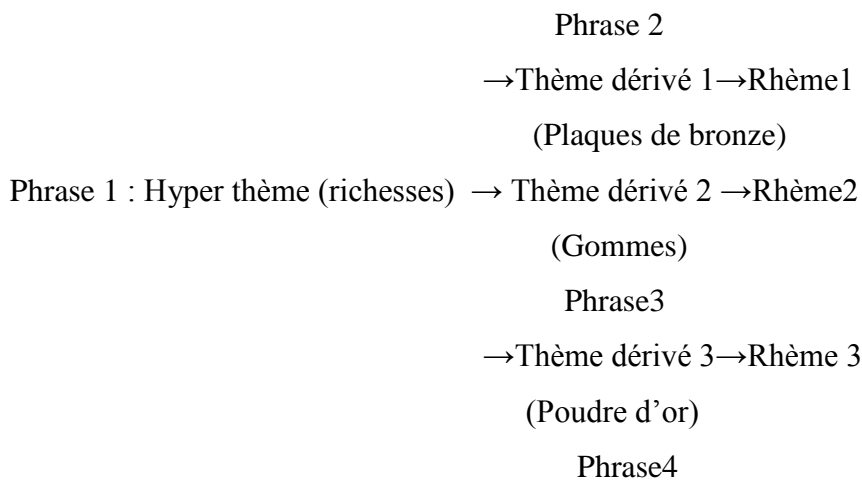 Phrase 2
→Thème dérivé 1→Rhème1
(Plaques de bronze)
Phrase 1 : Hyper thème (richesses) → Thème dérivé 2 →Rhème2
(Gommes)
Phrase3
→Thème dérivé 3→Rhème 3
(Poudre d’or)
Phrase4